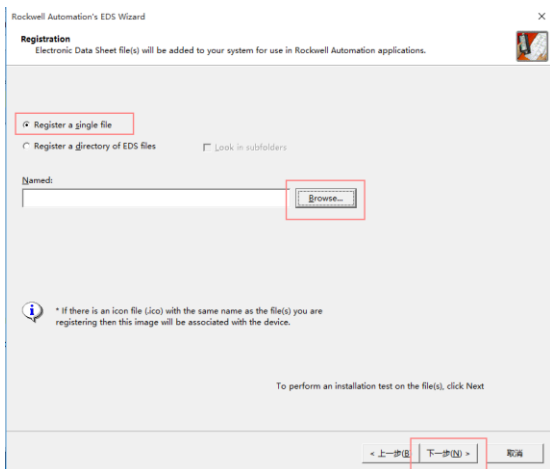 Rockwell Automation's EDS Wizard
Registration
Electronic Data Sheet file(s) will be added to your system for use in Rockwell Automation applications.
Register a single file
Register a directory of EDS files
Look in subfolders
Named:
Browse...
* If there is an icon file (.ico) with the same name as the file(s) you are
registering then this image will be associated with the device.
To perform an installation test on the file(s), click Next
< 上一步(B
下一步(N) >
取消